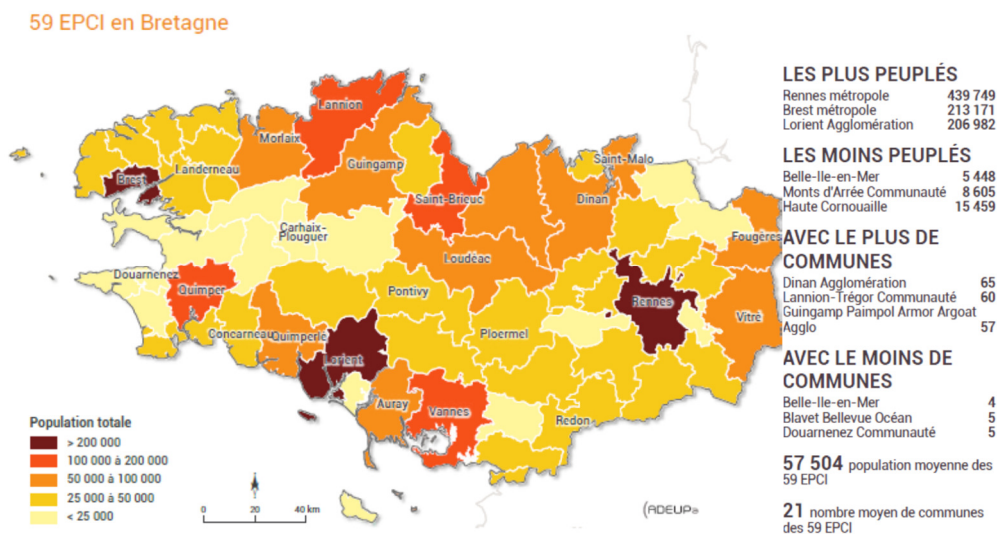 59 EPCI en Bretagne
Lannion
Morlaix
Guingamp
Saint-Malo
Landerneau
Brest
Saint-Brieuc
Dinan
Carhaix-
Plouguer
Fougères
Loudéac
Douarnenez
Quimper
Pontivy
Rennes
Vitré
Concarneau
Quimperlé
Ploermel
Lorient
Auray
Vannes
Redon
Population totale
> 200 000
100 000 à 200 000
50 000 à 100 000
25 000 à 50 000
< 25 000
0 20 40 km
ADEUPa
LES PLUS PEUPLÉS
Rennes métropole 439 749
Brest métropole 213 171
Lorient Agglomération 206 982
LES MOINS PEUPLÉS
Belle-Ile-en-Mer 5 448
Monts d'Arrée Communauté 8 605
Haute Cornouaille 15 459
AVEC LE PLUS DE
COMMUNES
Dinan Agglomération 65
Lannion-Trégor Communauté 60
Guingamp Paimpol Armor Argoat
Agglo 57
AVEC LE MOINS DE
COMMUNES
Belle-Ile-en-Mer 4
Blavet Bellevue Océan 5
Douarnenez Communauté 5
57 504 population moyenne des
59 EPCI
21 nombre moyen de communes
des 59 EPCI